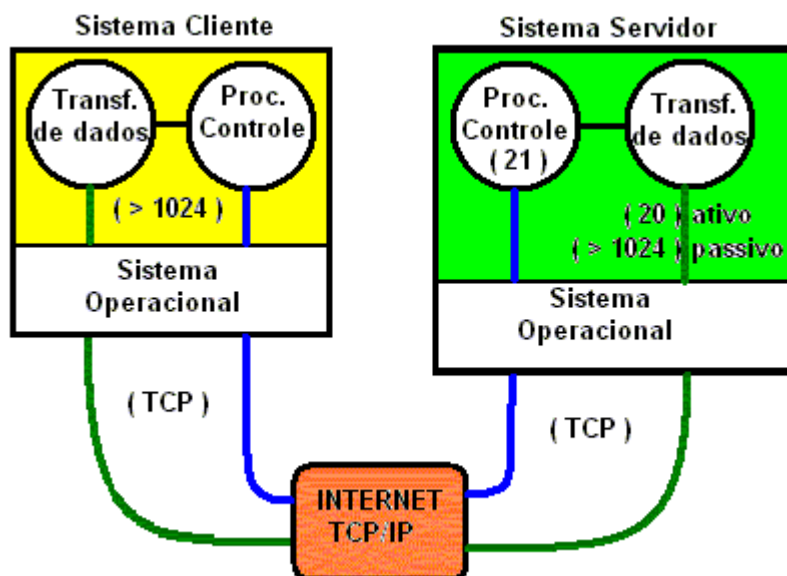 Sistema Cliente
Transf.
de dados
Proc.
Controle
( > 1024 )
Sistema
Operacional
( TCP )
Sistema Servidor
Proc.
Controle
( 21 )
Transf.
de dados
( 20 ) ativo
( > 1024 ) passivo
Sistema
Operacional
( TCP )
INTERNET
TCP/IP